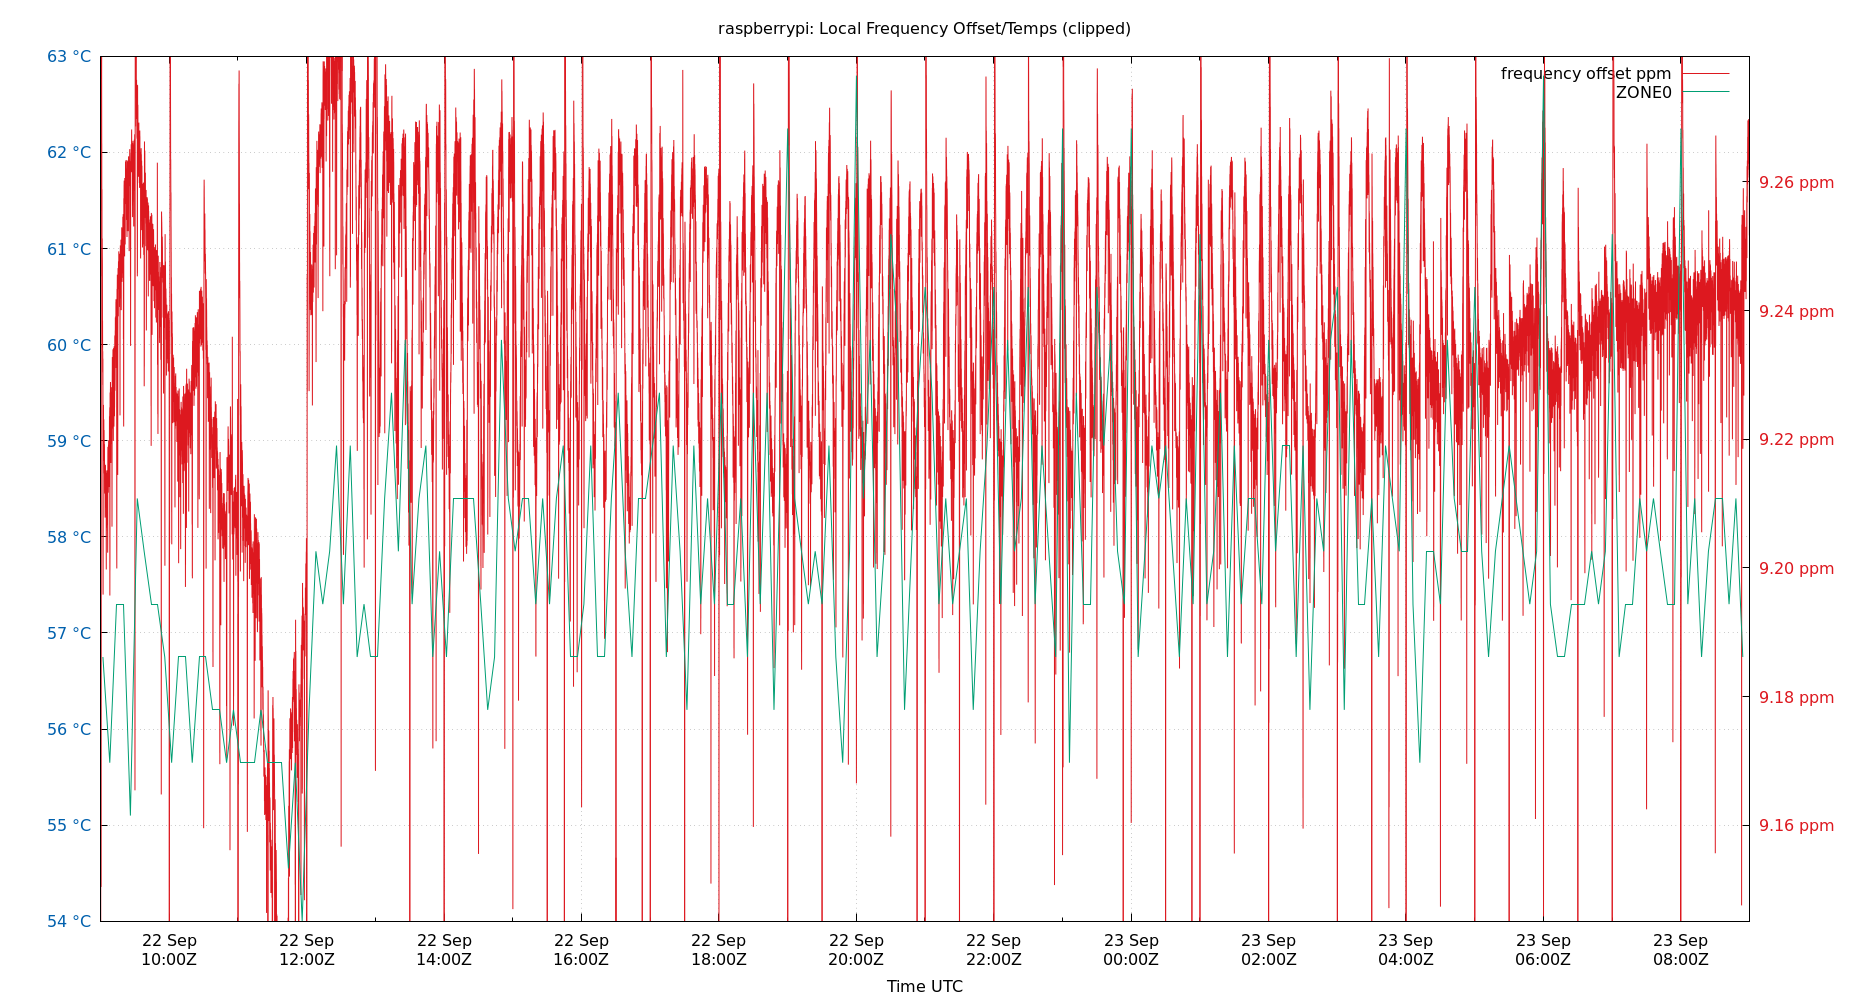 raspberrypi: Local Frequency Offset/Temps (clipped)
63 °C
62 °C
61 °C
60 °C
59 °C
58 °C
57 °C
56 °C
55 °C
54 °C
frequency offset ppm
ZONE0
9.26 ppm
9.24 ppm
9.22 ppm
9.20 ppm
9.18 ppm
9.16 ppm
22 Sep 22 Sep 22 Sep 22 Sep 22 Sep 22 Sep 22 Sep 23 Sep 23 Sep 23 Sep 23 Sep 23 Sep
10:00Z 12:00Z 14:00Z 16:00Z 18:00Z 20:00Z 22:00Z 00:00Z 02:00Z 04:00Z 06:00Z 08:00Z
Time UTC